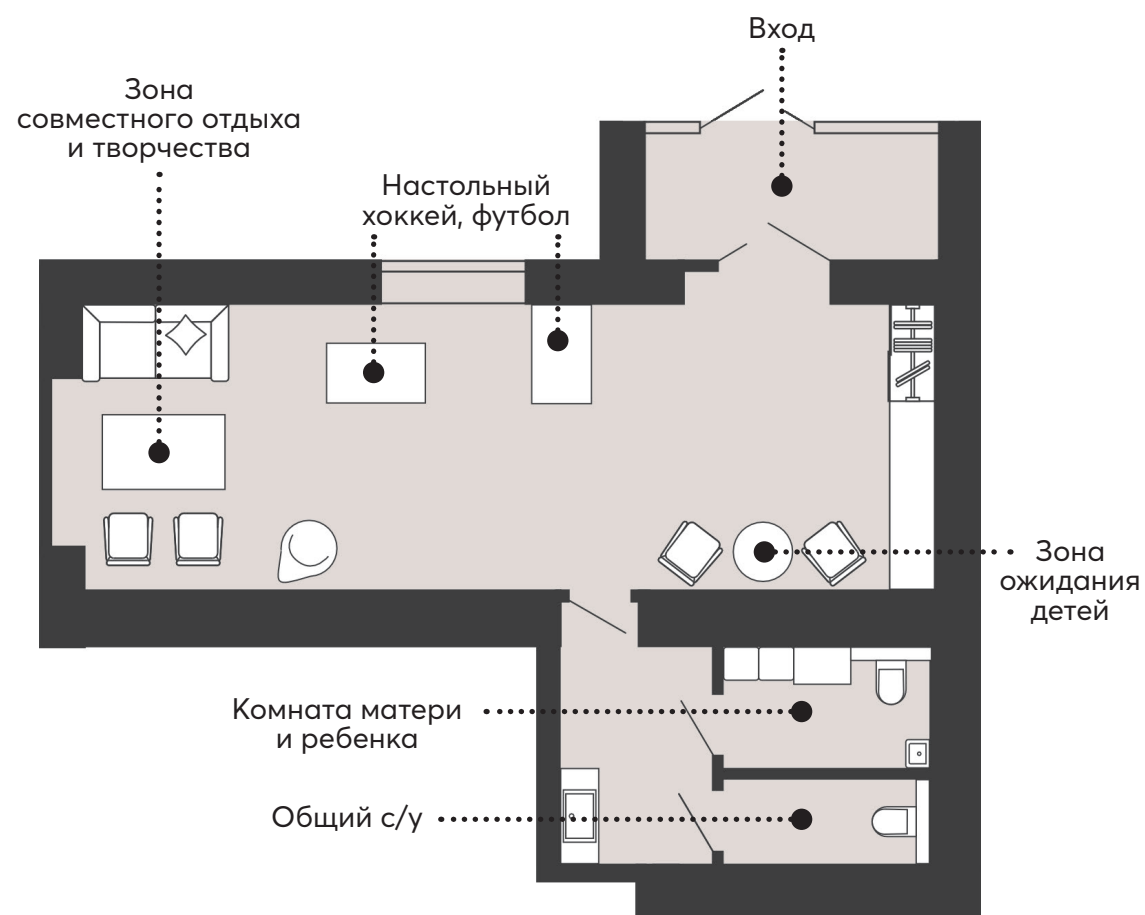 Вход
Зона
совместного отдыха
и творчества
Настольный
хоккей, футбол
Зона
ожидания
детей
Комната матери
и ребенка
Общий с/у